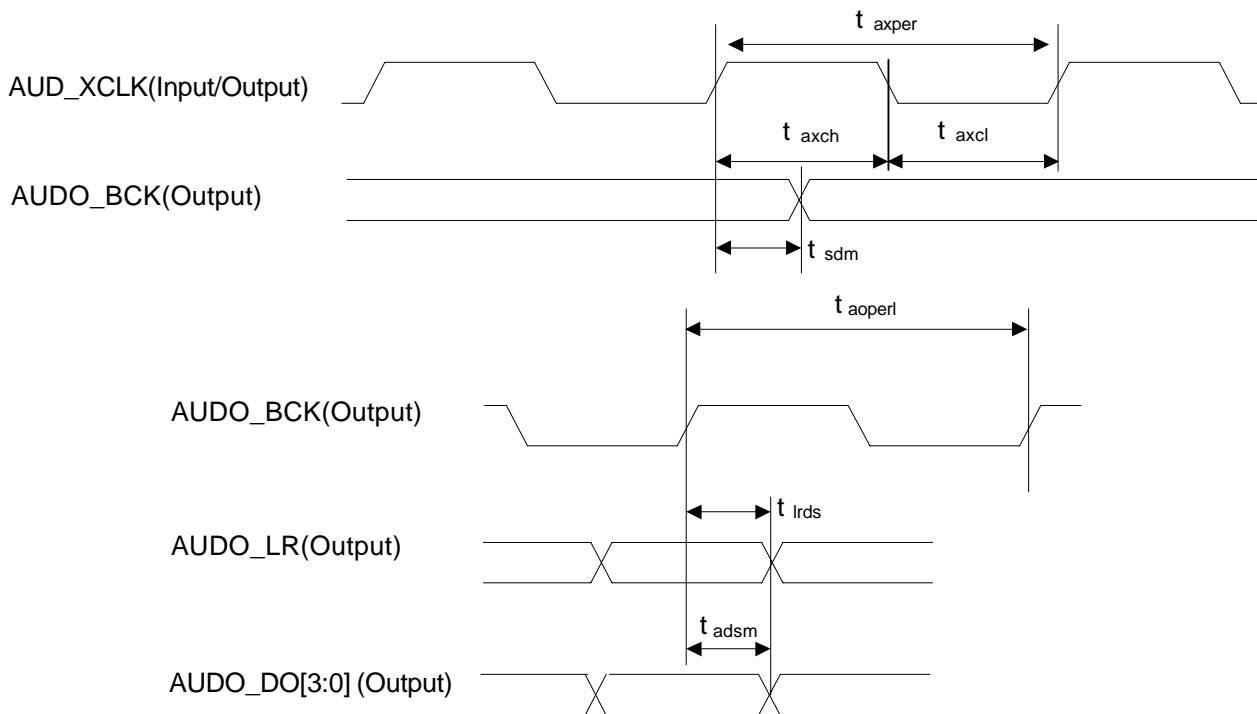 t axper
AUD_XCLK(Input/Output)
t axch
t axcl
AUDO_BCK(Output)
t sdm
t aoperl
AUDO_BCK(Output)
t lrds
AUDO_LR(Output)
t adsm
AUDO_DO[3:0] (Output)